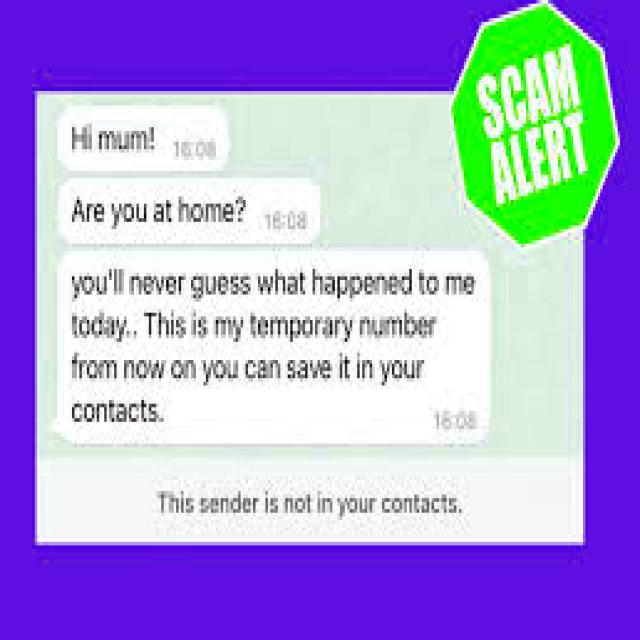 SCAM
ALERT
Hi mum! 16:08
Are you at home? 16:08
you'll never guess what happened to me
today.. This is my temporary number
from now on you can save it in your
contacts. 16:08
This sender is not in your contacts.